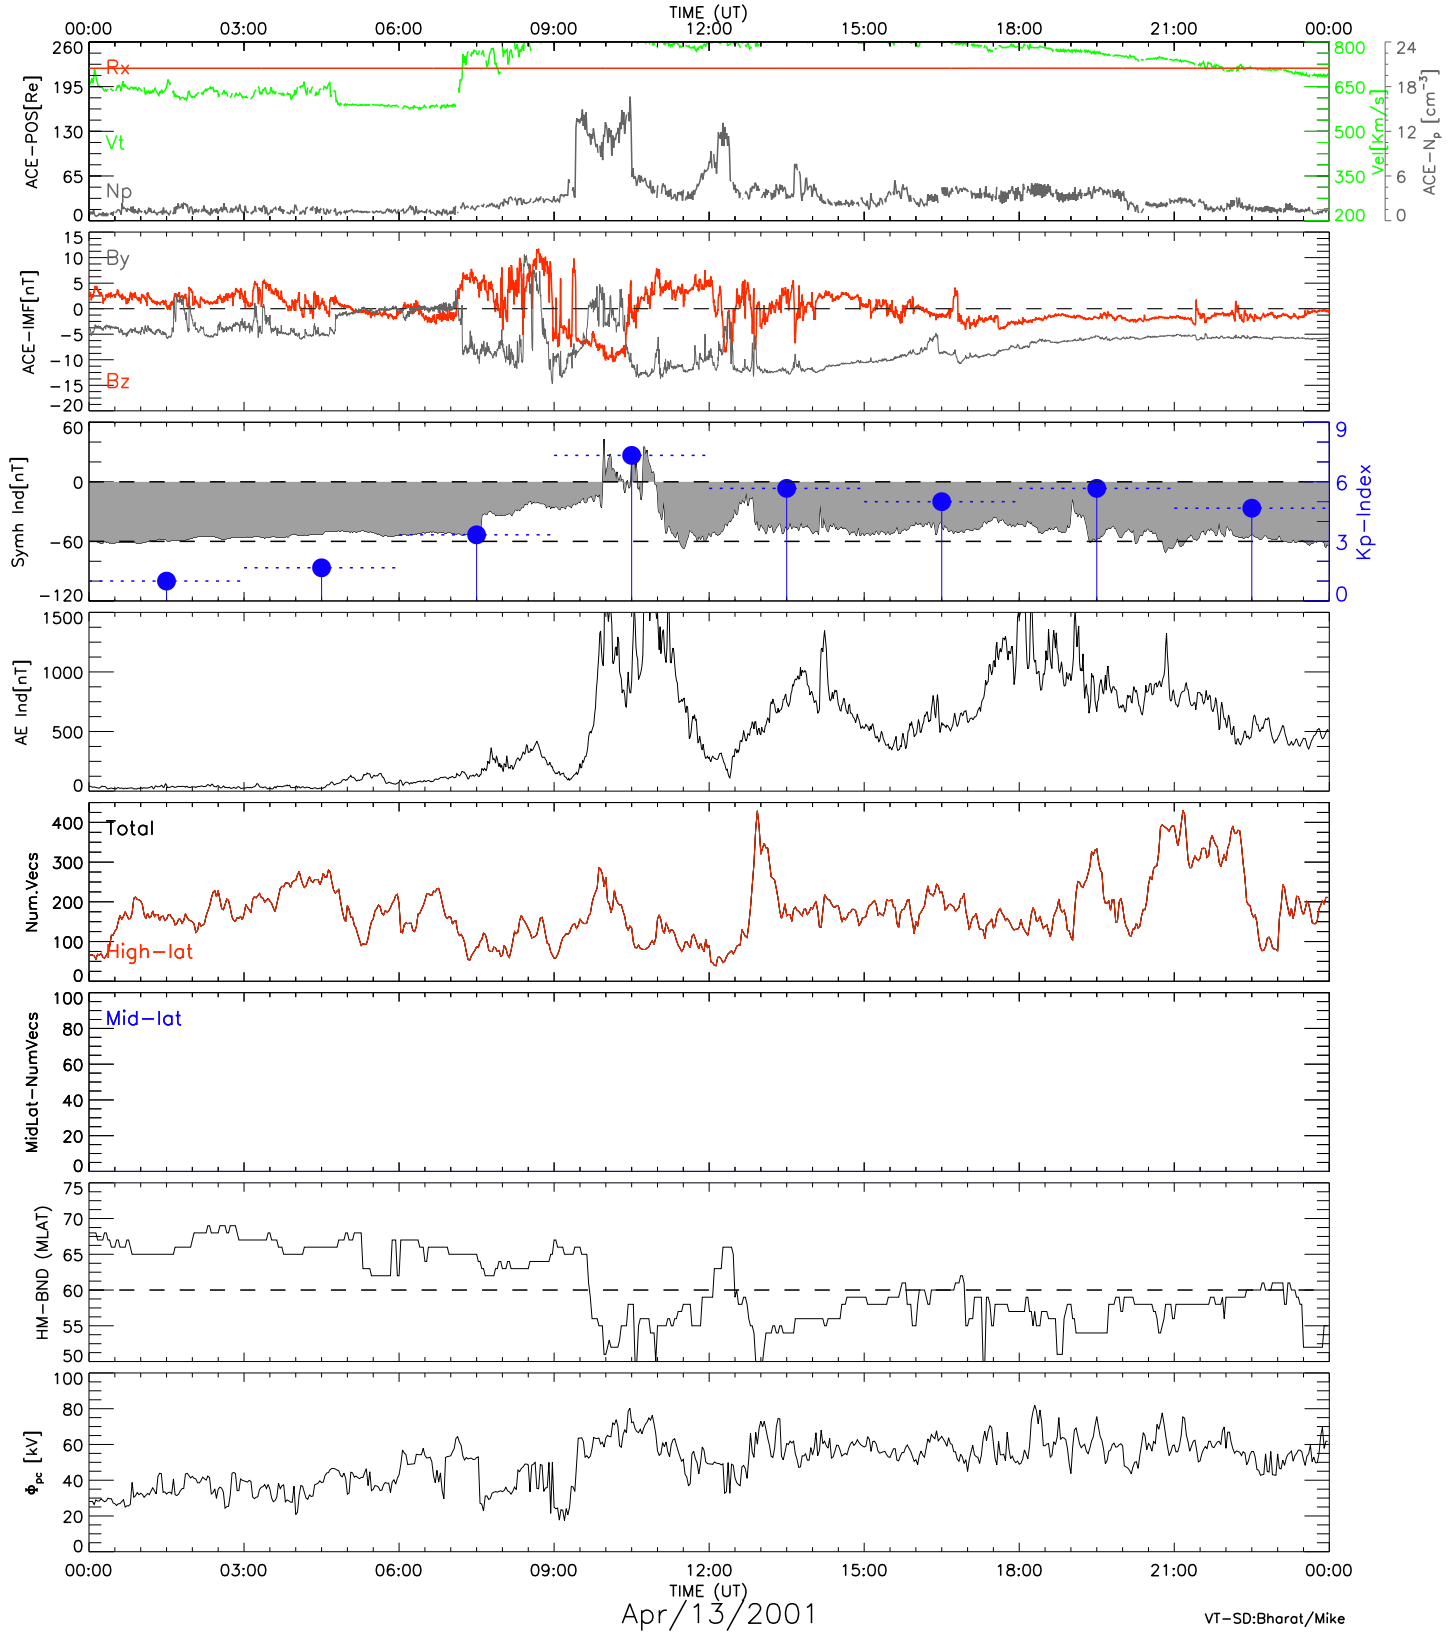 TIME (UT)
00:00 03:00 06:00 09:00 12:00 15:00 18:00 21:00 00:00
ACE-POS[Re]
260
195
130
65
0
Rx
Vt
Np
800
650
500
350
200
Vel[Km/s]
24
18
12
6
0
ACE-Np [cm-3]
ACE-IMF[nT]
15
10
5
0
-5
-10
-15
-20
By
Bz
Symh Ind[nT]
60
0
-60
-120
9
6
3
0
Kp-Index
AE Ind[nT]
1500
1000
500
0
Num.Vecs
400
300
200
100
0
Total
High-lat
MidLat-NumVecs
100
80
60
40
20
0
Mid-lat
HM-BND (MLAT)
75
70
65
60
55
50
Φpc [kV]
100
80
60
40
20
0
00:00 03:00 06:00 09:00 12:00 15:00 18:00 21:00 00:00
TIME (UT)
Apr/13/2001
VT-SD:Bharat/Mike